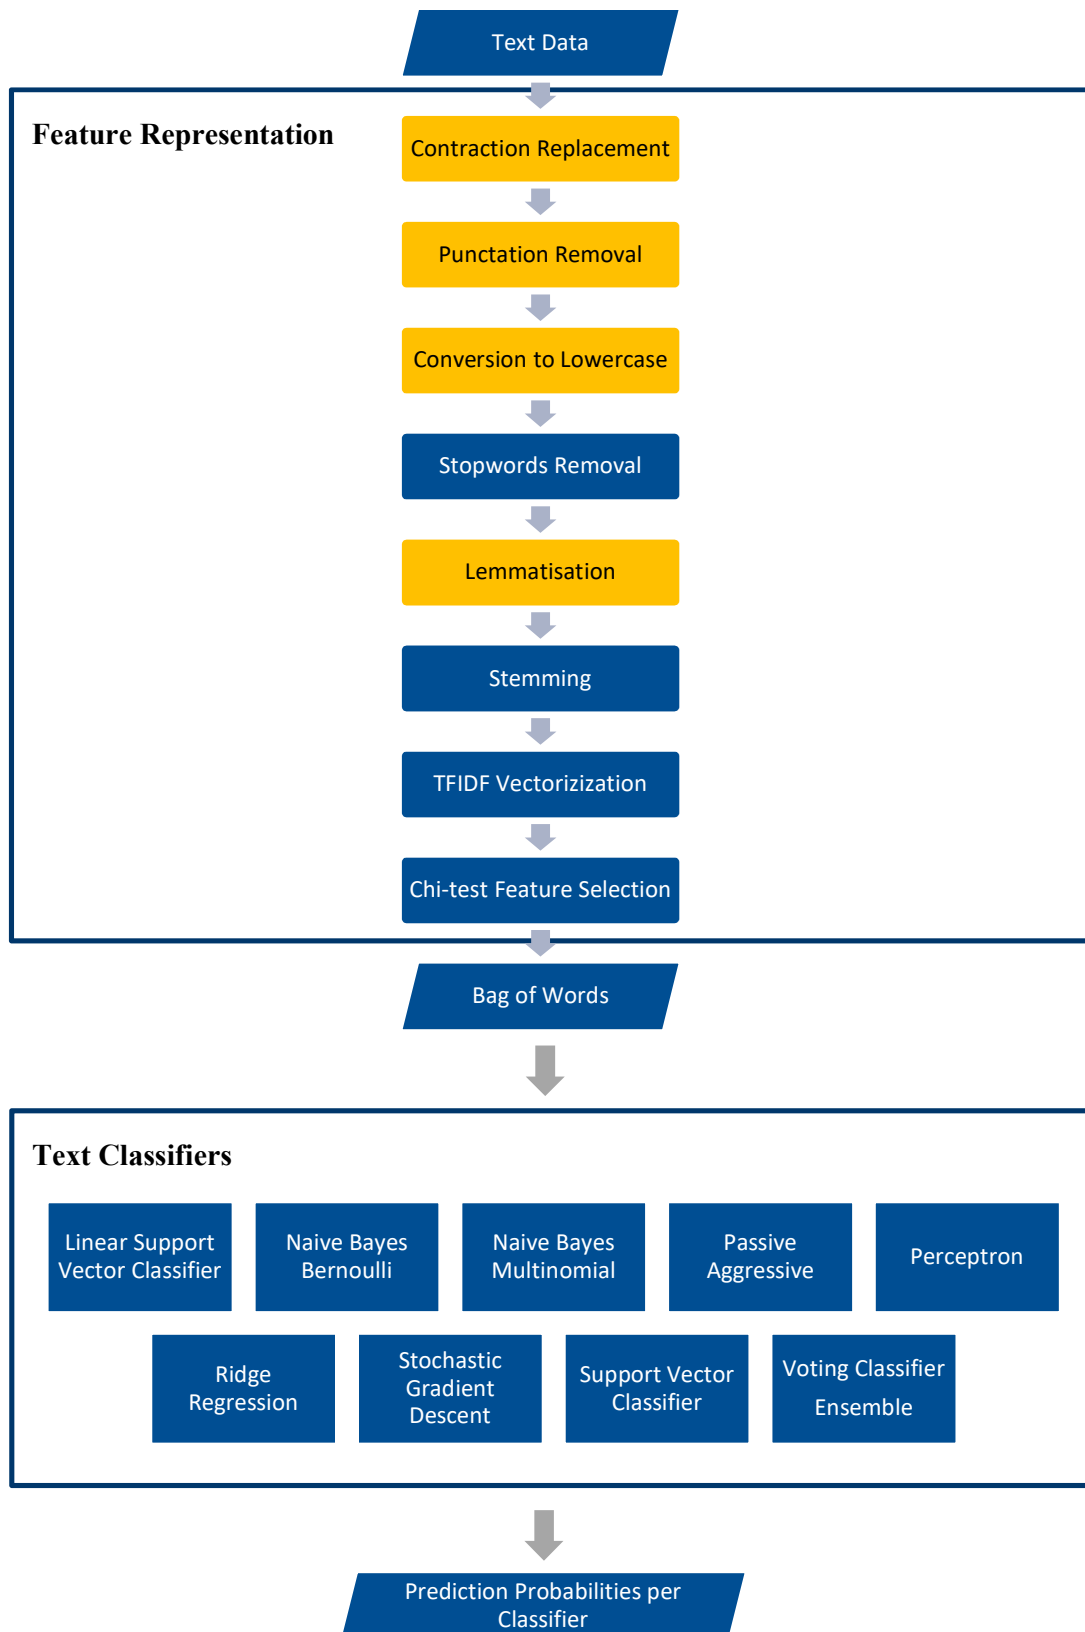 Text Data
Feature Representation
Contraction Replacement
Punctation Removal
Conversion to Lowercase
Stopwords Removal
Lemmatisation
Stemming
TFIDF Vectorizization
Chi-test Feature Selection
Bag of Words
Text Classifiers
Linear Support
Vector Classifier
Naive Bayes
Bernoulli
Naive Bayes
Multinomial
Passive
Aggressive
Perceptron
Ridge
Regression
Stochastic
Gradient
Descent
Support Vector
Classifier
Voting Classifier
Ensemble
Prediction Probabilities per
Classifier